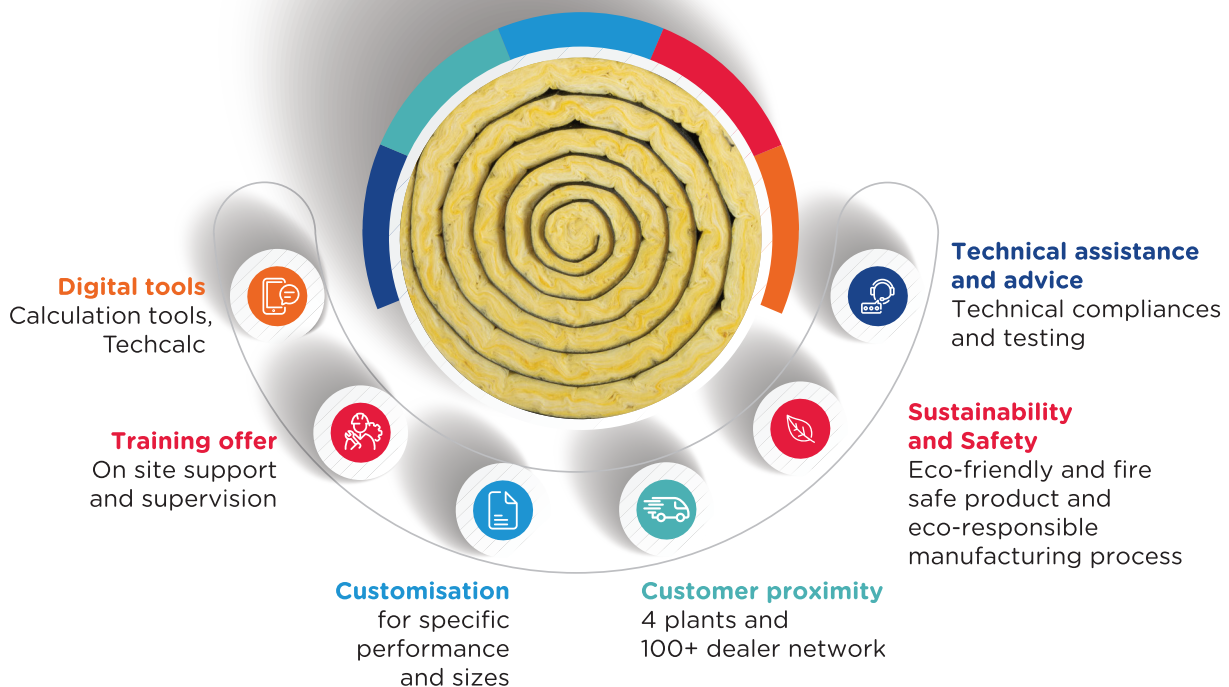 Digital tools
Calculation tools,
Techcalc
Training offer
On site support
and supervision
Customisation
for specific
performance
and sizes
Customer proximity
4 plants and
100+ dealer network
Sustainability
and Safety
Eco-friendly and fire
safe product and
eco-responsible
manufacturing process
Technical assistance
and advice
Technical compliances
and testing